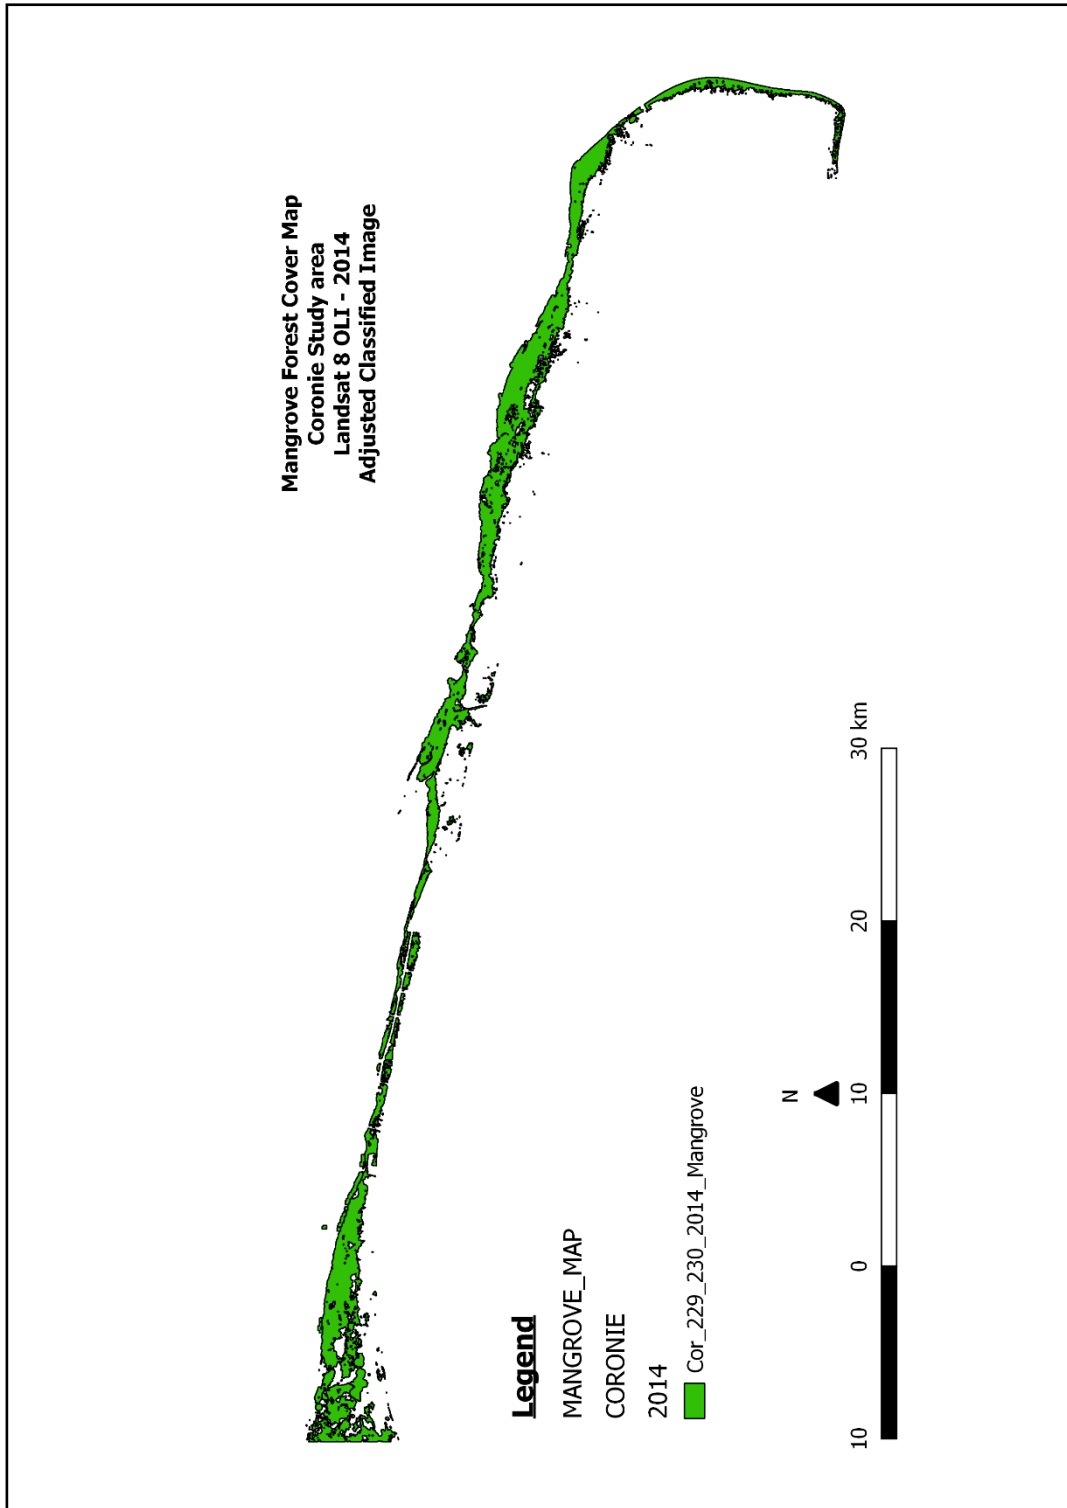 Mangrove Forest Cover Map
Coronie Study area
Landsat 8 OLI - 2014
Adjusted Classified Image
Legend
MANGROVE_MAP
CORONIE
2014
Cor_229_230_2014_Mangrove
N
10 0 10 20 30 km